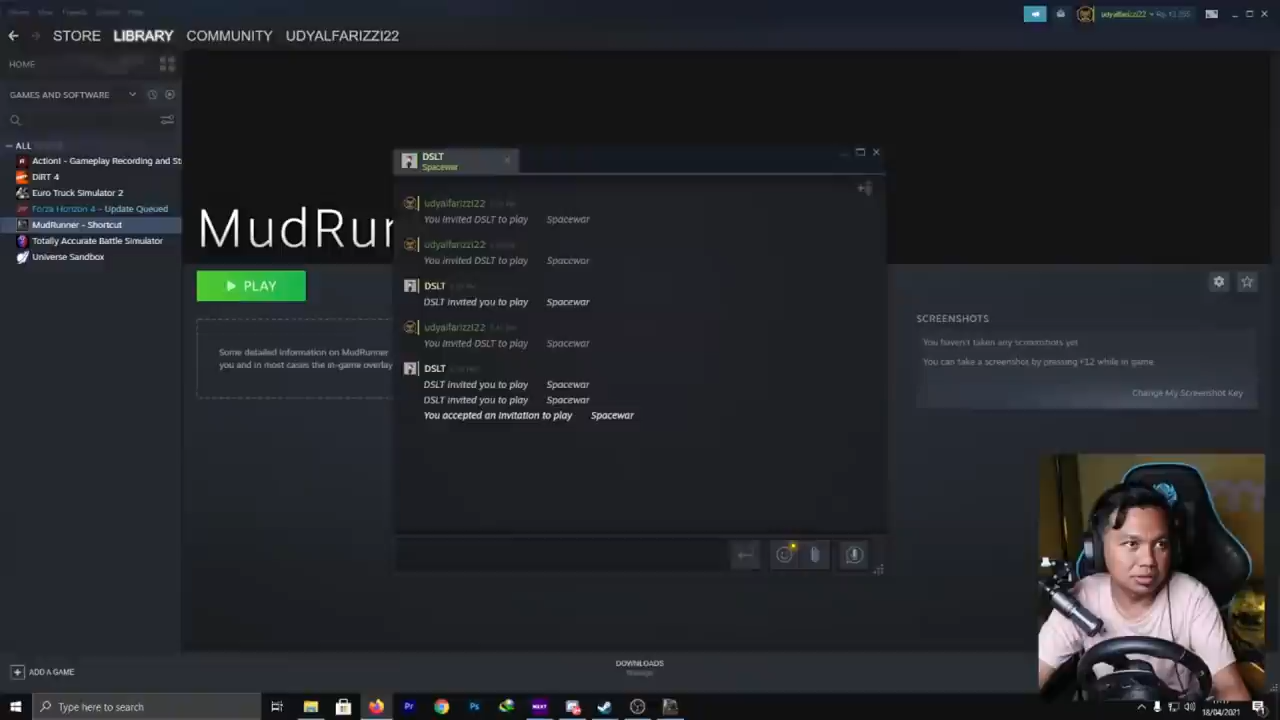 View
udyalfarizzi22
STORE LIBRARY COMMUNITY UDYALFARIZZI22
HOME
GAMES AND SOFTWARE
ALL
Action! - Gameplay Recording and St
DiRT 4
Euro Truck Simulator 2
Forza Horizon 4 - Update Queued
MudRunner - Shortcut
Totally Accurate Battle Simulator
Universe Sandbox
MudRur
PLAY
Some detailed information on MudRunner
you and in most cases the in-game overlay
DSLT
Spacewar
udyalfarizzi22
You invited DSLT to play Spacewar
udyalfarizzi22
You invited DSLT to play Spacewar
DSLT
DSLT invited you to play Spacewar
udyalfarizzi22
You invited DSLT to play Spacewar
DSLT
DSLT invited you to play Spacewar
DSLT invited you to play Spacewar
You accepted an invitation to play Spacewar
SCREENSHOTS
You haven't taken any screenshots yet
You can take a screenshot by pressing F12 while in game
Change My Screenshot Key
ADD A GAME
DOWNLOADS
Manage
Type here to search
Pr
Ps
18/04/2021